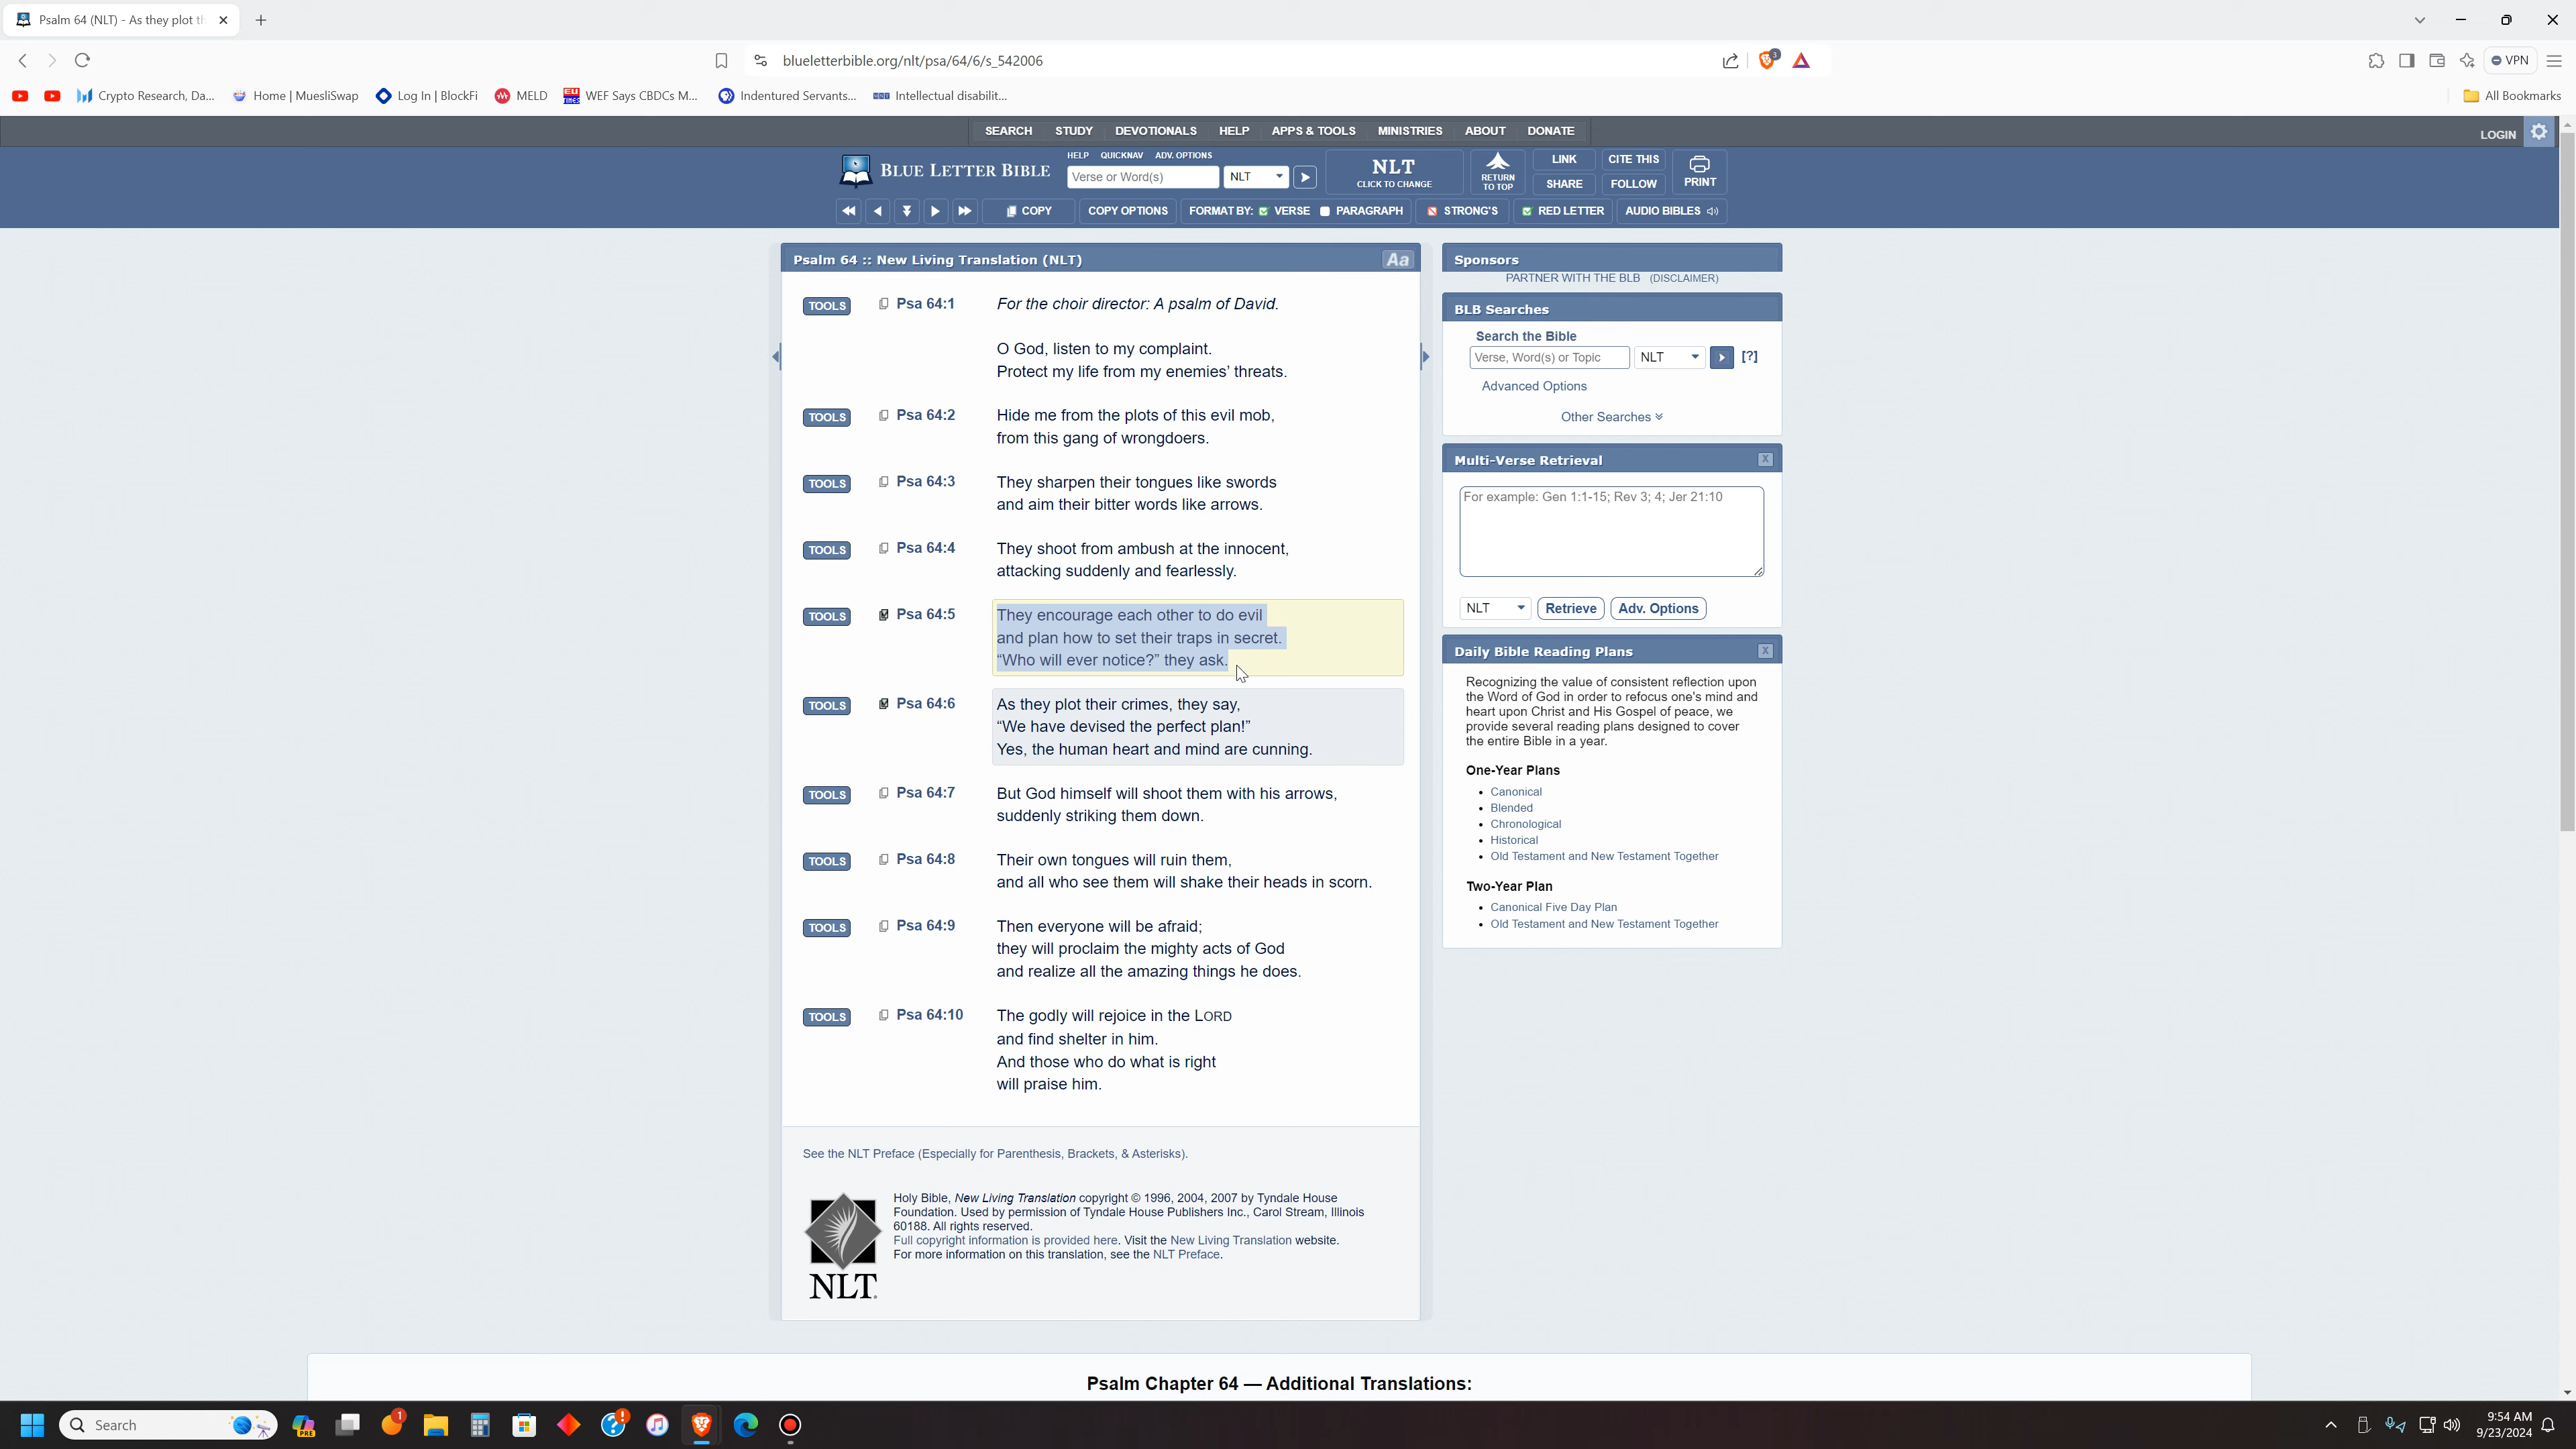 Psalm 64 (NLT) - As they plot th
blueletterbible.org/nlt/psa/64/6/s_542006
3
VPN
Crypto Research, Da...
Home | MuesliSwap
Log In | BlockFi
MELD
WEF Says CBDCs M...
Indentured Servants...
Intellectual disabilit...
All Bookmarks
SEARCH STUDY DEVOTIONALS HELP APPS & TOOLS MINISTRIES ABOUT DONATE
LOGIN
BLUE LETTER BIBLE
HELP QUICKNAV ADV. OPTIONS
Verse or Word(s)
NLT
NLT
CLICK TO CHANGE
RETURN
TO TOP
LINK
CITE THIS
SHARE
FOLLOW
PRINT
COPY
COPY OPTIONS
FORMAT BY: VERSE PARAGRAPH
STRONG'S
RED LETTER
AUDIO BIBLES
Psalm 64 :: New Living Translation (NLT)
Aa
TOOLS Psa 64:1 For the choir director: A psalm of David.
O God, listen to my complaint.
Protect my life from my enemies’ threats.
TOOLS Psa 64:2 Hide me from the plots of this evil mob,
from this gang of wrongdoers.
TOOLS Psa 64:3 They sharpen their tongues like swords
and aim their bitter words like arrows.
TOOLS Psa 64:4 They shoot from ambush at the innocent,
attacking suddenly and fearlessly.
TOOLS Psa 64:5 They encourage each other to do evil
and plan how to set their traps in secret.
“Who will ever notice?” they ask.
TOOLS Psa 64:6 As they plot their crimes, they say,
“We have devised the perfect plan!”
Yes, the human heart and mind are cunning.
TOOLS Psa 64:7 But God himself will shoot them with his arrows,
suddenly striking them down.
TOOLS Psa 64:8 Their own tongues will ruin them,
and all who see them will shake their heads in scorn.
TOOLS Psa 64:9 Then everyone will be afraid;
they will proclaim the mighty acts of God
and realize all the amazing things he does.
TOOLS Psa 64:10 The godly will rejoice in the LORD
and find shelter in him.
And those who do what is right
will praise him.
See the NLT Preface (Especially for Parenthesis, Brackets, & Asterisks).
NLT
Holy Bible, New Living Translation copyright © 1996, 2004, 2007 by Tyndale House
Foundation. Used by permission of Tyndale House Publishers Inc., Carol Stream, Illinois
60188. All rights reserved.
Full copyright information is provided here. Visit the New Living Translation website.
For more information on this translation, see the NLT Preface.
Sponsors
PARTNER WITH THE BLB (DISCLAIMER)
BLB Searches
Search the Bible
Verse, Word(s) or Topic
NLT
[?]
Advanced Options
Other Searches
Multi-Verse Retrieval
X
For example: Gen 1:1-15; Rev 3; 4; Jer 21:10
NLT
Retrieve
Adv. Options
Daily Bible Reading Plans
X
Recognizing the value of consistent reflection upon
the Word of God in order to refocus one's mind and
heart upon Christ and His Gospel of peace, we
provide several reading plans designed to cover
the entire Bible in a year.
One-Year Plans
• Canonical
• Blended
• Chronological
• Historical
• Old Testament and New Testament Together
Two-Year Plan
• Canonical Five Day Plan
• Old Testament and New Testament Together
Psalm Chapter 64 — Additional Translations:
Search
PRE
1
9:54 AM
9/23/2024